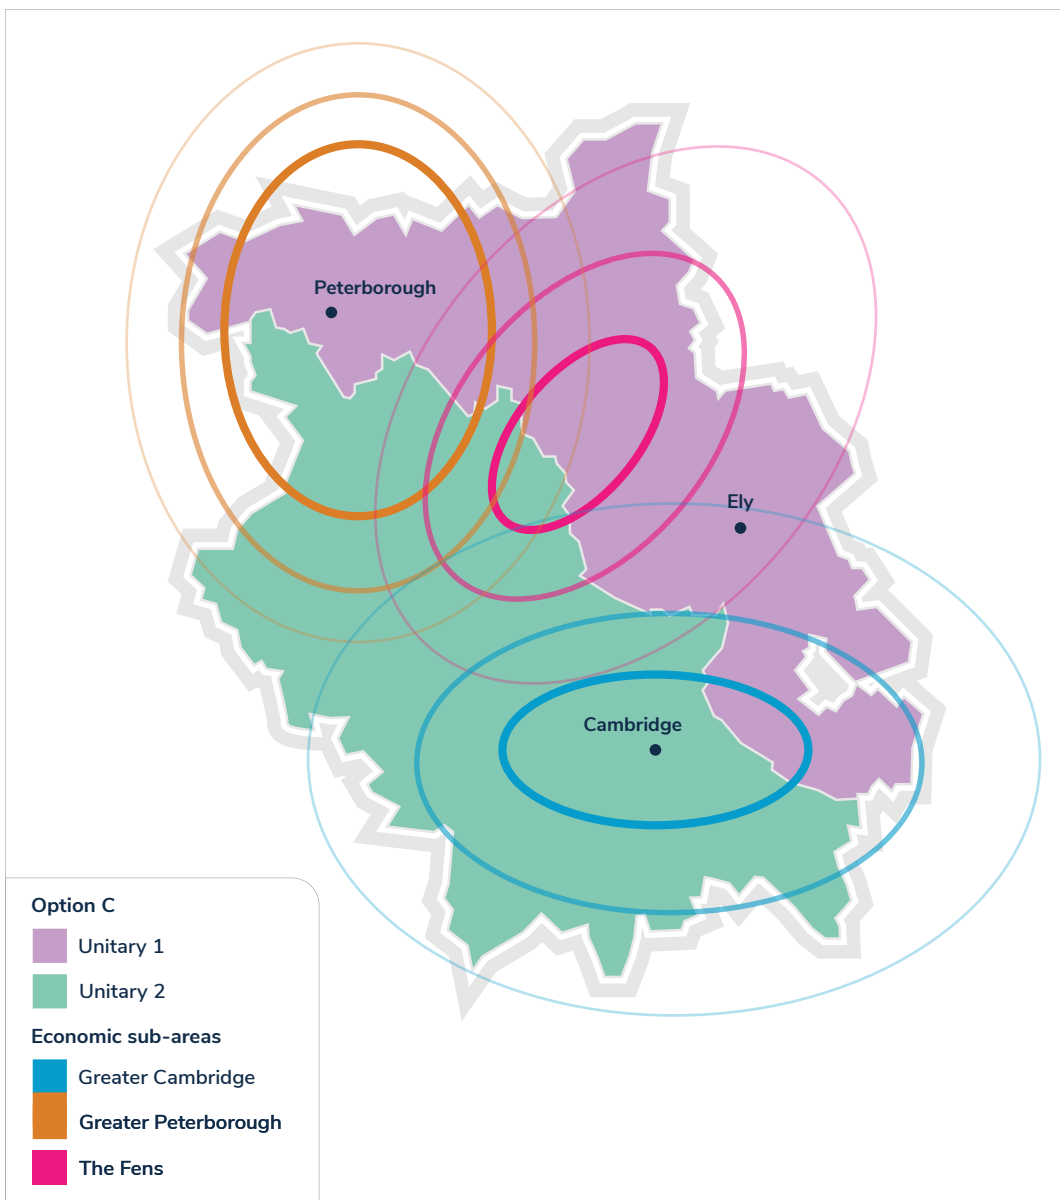 Peterborough
Ely
Cambridge
Option C
Unitary 1
Unitary 2
Economic sub-areas
Greater Cambridge
Greater Peterborough
The Fens